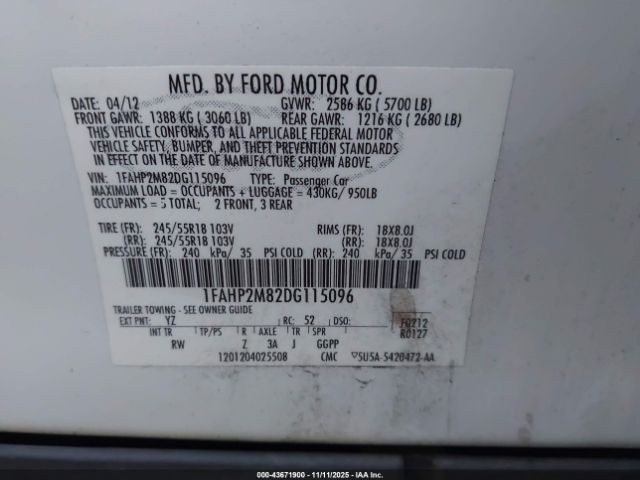 MFD. BY FORD MOTOR CO.
DATE: 04/12 GVWR: 2586 KG ( 5700 LB)
FRONT GAWR: 1388 KG ( 3060 LB) REAR GAWR: 1216 KG ( 2680 LB)
THIS VEHICLE CONFORMS TO ALL APPLICABLE FEDERAL MOTOR
VEHICLE SAFETY, BUMPER, AND THEFT PREVENTION STANDARDS
IN EFFECT ON THE DATE OF MANUFACTURE SHOWN ABOVE.
VIN: 1FAHP2M82DG115096 TYPE: Passenger Car
MAXIMUM LOAD = OCCUPANTS + LUGGAGE = 430KG/ 950LB
OCCUPANTS = 5 TOTAL: 2 FRONT, 3 REAR
TIRE (FR): 245/55R18 103V RIMS (FR): 18X8.0J
(RR): 245/55R18 103V (RR): 18X8.0J
PRESSURE (FR): 240 kPa/ 35 PSI COLD (RR): 240 kPa/ 35 PSI COLD
1FAHP2M82DG115096
TRAILER TOWING - SEE OWNER GUIDE
EXT PNT: YZ RC: 52 DSO: F0212
INT TR TP/PS R AXLE TR SPR R0127
RW Z 3A J GGPP
1201204025508 CMC 5U5A-5420472-AA
000-43671900 - 11/11/2025 - IAAI INC.